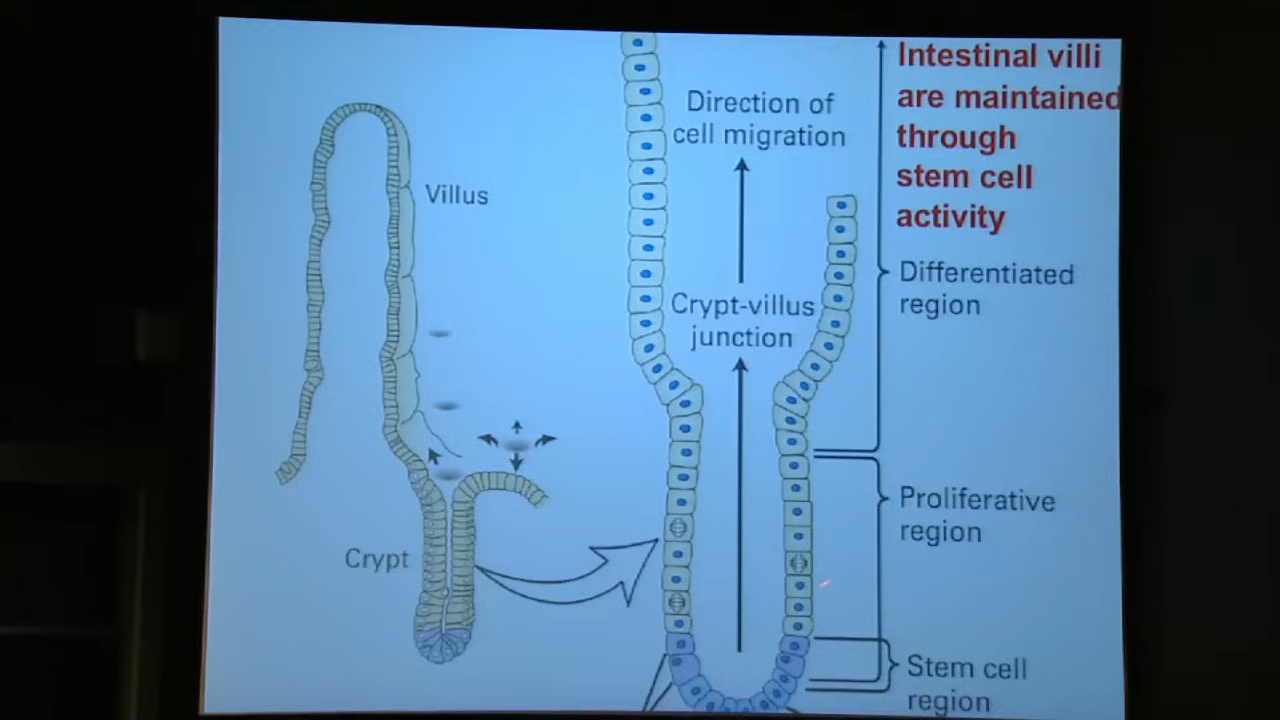 Intestinal villi
are maintained
through
stem cell
activity
Direction of
cell migration
Villus
Differentiated
region
Crypt-villus
junction
Proliferative
region
Crypt
Stem cell
region